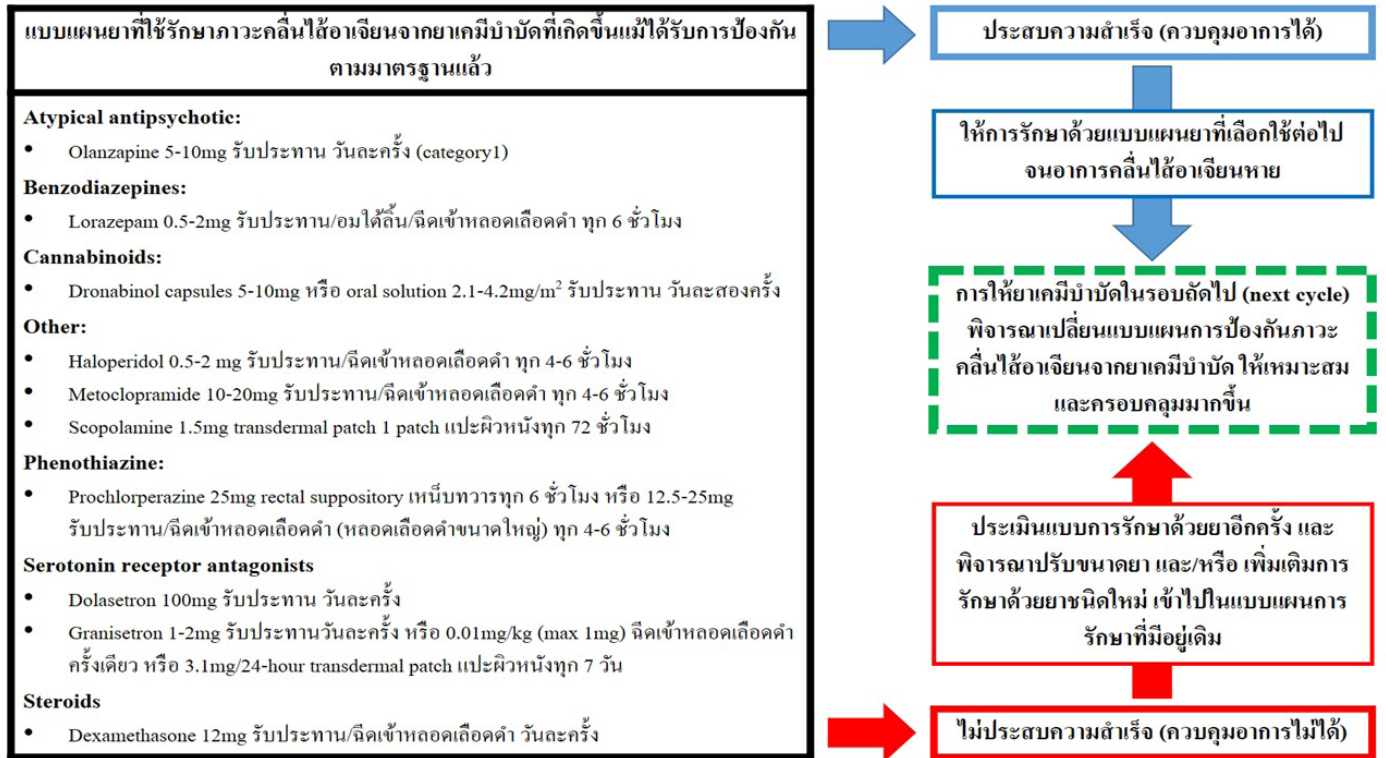 แบบแผนยาที่ใช้รักษาภาวะคลื่นไส้อาเจียนจากยาเคมีบำบัดที่เกิดขึ้นแม้ได้รับการป้องกัน
ตามมาตรฐานแล้ว
Atypical antipsychotic:
• Olanzapine 5-10mg รับประทาน วันละครั้ง (category1)
Benzodiazepines:
• Lorazepam 0.5-2mg รับประทาน/อมใต้ลิ้น/ฉีดเข้าหลอดเลือดดำ ทุก 6 ชั่วโมง
Cannabinoids:
• Dronabinol capsules 5-10mg หรือ oral solution 2.1-4.2mg/m² รับประทาน วันละสองครั้ง
Other:
• Haloperidol 0.5-2 mg รับประทาน/ฉีดเข้าหลอดเลือดดำ ทุก 4-6 ชั่วโมง
• Metoclopramide 10-20mg รับประทาน/ฉีดเข้าหลอดเลือดดำ ทุก 4-6 ชั่วโมง
• Scopolamine 1.5mg transdermal patch 1 patch แปะผิวหนังทุก 72 ชั่วโมง
Phenothiazine:
• Prochlorperazine 25mg rectal suppository เหน็บทวารทุก 6 ชั่วโมง หรือ 12.5-25mg
รับประทาน/ฉีดเข้าหลอดเลือดดำ (หลอดเลือดดำขนาดใหญ่) ทุก 4-6 ชั่วโมง
Serotonin receptor antagonists
• Dolasetron 100mg รับประทาน วันละครั้ง
• Granisetron 1-2mg รับประทานวันละครั้ง หรือ 0.01mg/kg (max 1mg) ฉีดเข้าหลอดเลือดดำ
ครั้งเดียว หรือ 3.1mg/24-hour transdermal patch แปะผิวหนังทุก 7 วัน
Steroids
• Dexamethasone 12mg รับประทาน/ฉีดเข้าหลอดเลือดดำ วันละครั้ง
ประสบความสำเร็จ (ควบคุมอาการได้)
ให้การรักษาด้วยแบบแผนยาที่เลือกใช้ต่อไป
จนอาการคลื่นไส้อาเจียนหาย
การให้ยาเคมีบำบัดในรอบถัดไป (next cycle)
พิจารณาเปลี่ยนแบบแผนการป้องกันภาวะ
คลื่นไส้อาเจียนจากยาเคมีบำบัด ให้เหมาะสม
และครอบคลุมมากขึ้น
ประเมินแบบการรักษาด้วยยาอีกครั้ง และ
พิจารณาปรับขนาดยา และ/หรือ เพิ่มเติมการ
รักษาด้วยยาชนิดใหม่ เข้าไปในแบบแผนการ
รักษาที่มีอยู่เดิม
ไม่ประสบความสำเร็จ (ควบคุมอาการไม่ได้)